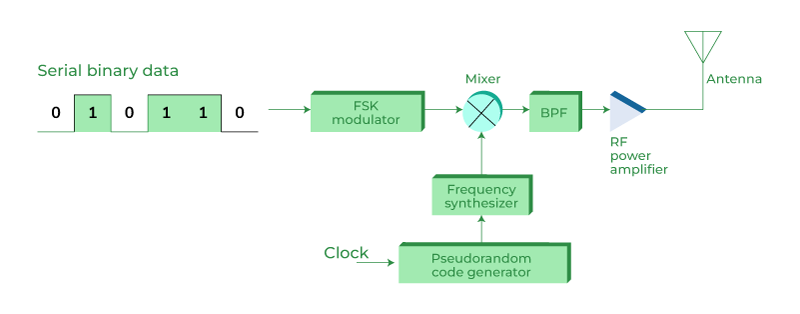 Serial binary data
0 1 0 1 1 0
FSK
modulator
Mixer
BPF
RF
power
amplifier
Antenna
Frequency
synthesizer
Clock
Pseudorandom
code generator